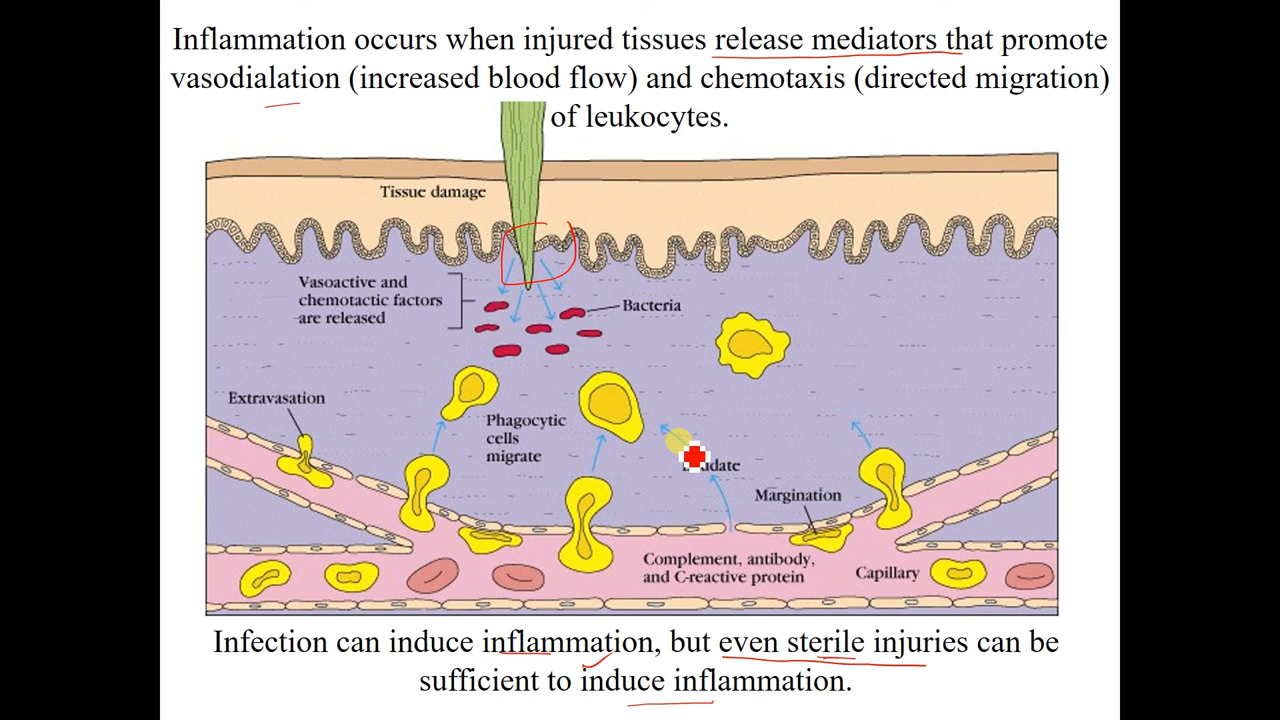 Inflammation occurs when injured tissues release mediators that promote
vasodialation (increased blood flow) and chemotaxis (directed migration)
of leukocytes.
Tissue damage
Vasoactive and
chemotactic factors
are released
Bacteria
Extravasation
Phagocytic
cells
migrate
Margination
Complement, antibody,
and C-reactive protein
Capillary
Infection can induce inflammation, but even sterile injuries can be
sufficient to induce inflammation.